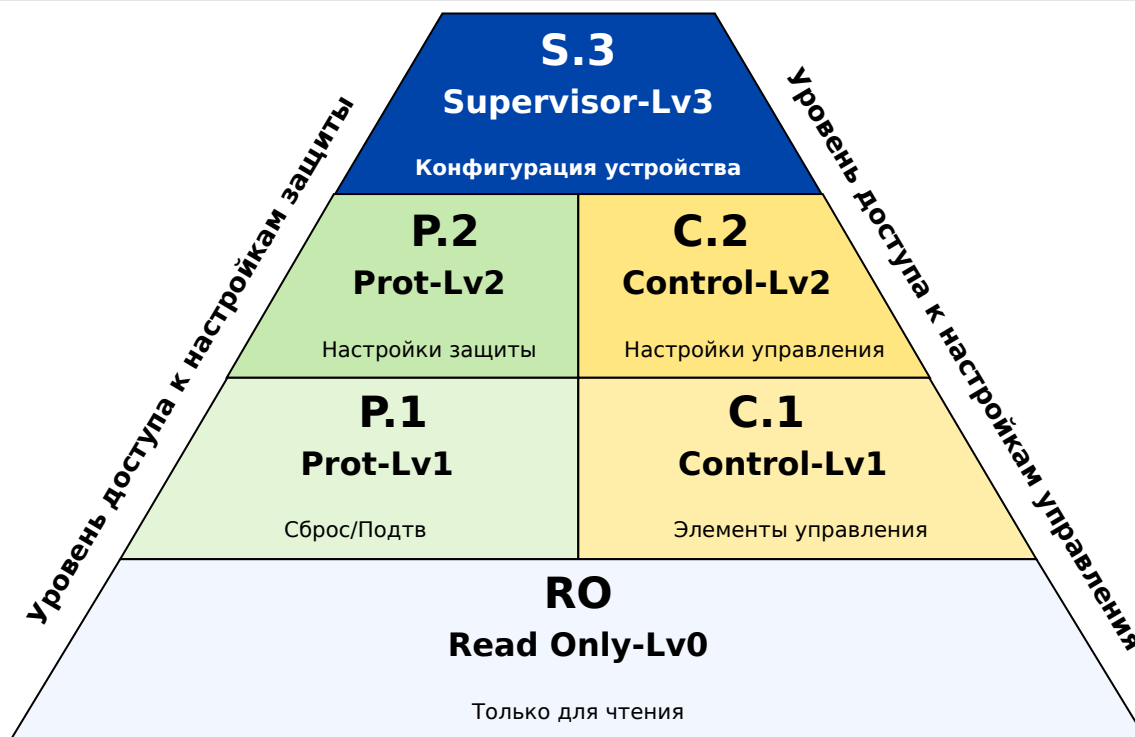 S.3
Supervisor-Lv3
Конфигурация устройства
Уровень доступа к настройкам защиты
Уровень доступа к настройкам управления
P.2
Prot-Lv2
Настройки защиты
C.2
Control-Lv2
Настройки управления
P.1
Prot-Lv1
Сброс/Подтв
C.1
Control-Lv1
Элементы управления
RO
Read Only-Lv0
Только для чтения